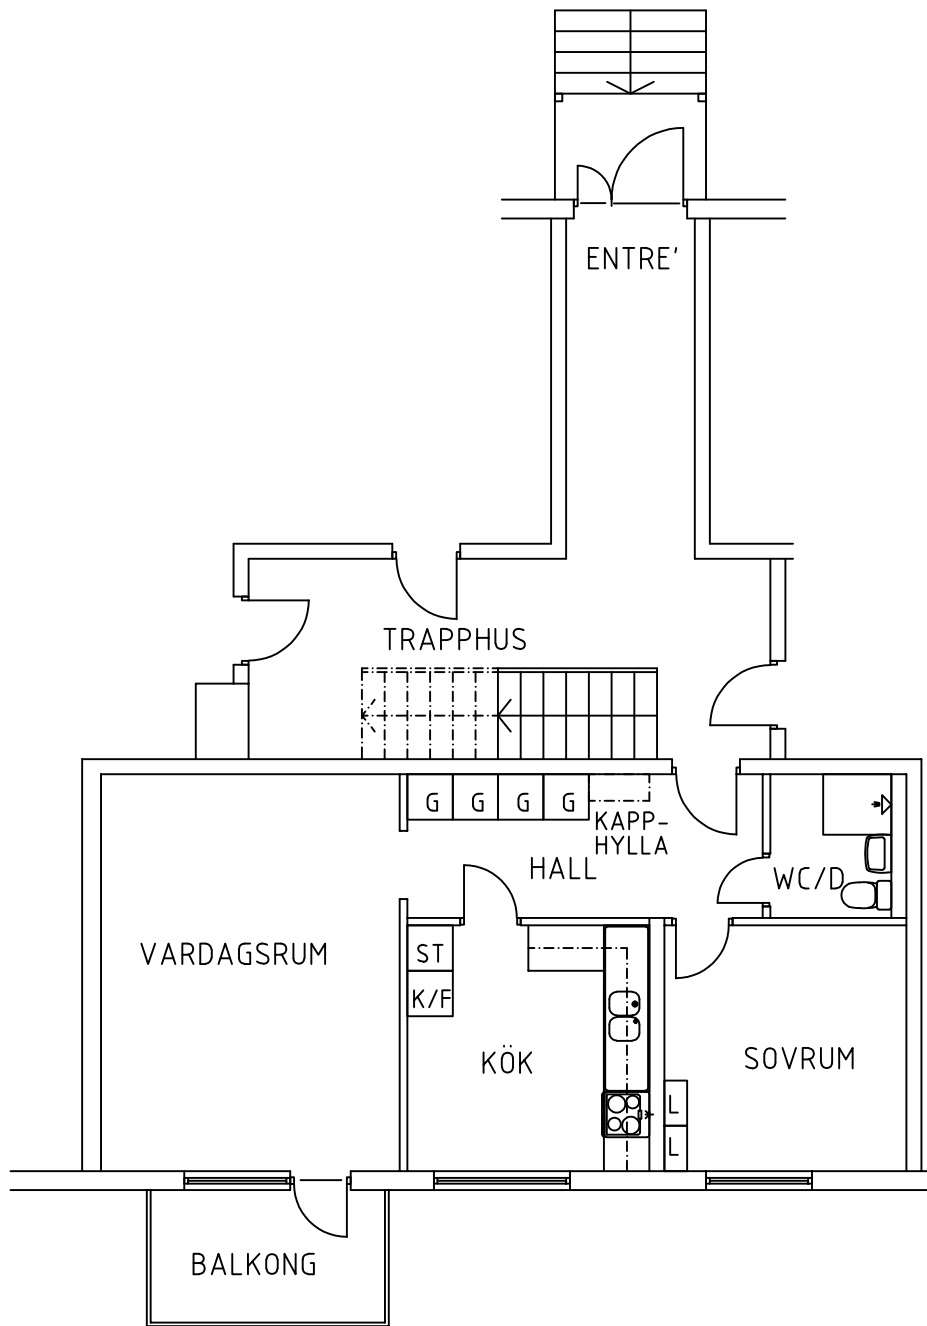 ENTRE'
TRAPPHUS
G G G G
KAPP-
HYLLA
HALL
WC/D
VARDAGSRUM
ST
K/F
KÖK
SOVRUM
L
L
BALKONG